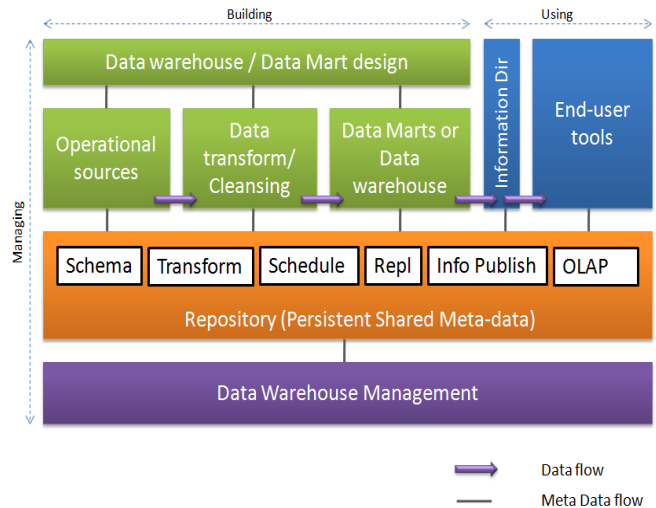 Building
Using
Managing
Data warehouse / Data Mart design
Operational
sources
Data
transform/
Cleansing
Data Marts or
Data
warehouse
Information Dir
End-user
tools
Schema
Transform
Schedule
Repl
Info Publish
OLAP
Repository (Persistent Shared Meta-data)
Data Warehouse Management
Data flow
Meta Data flow